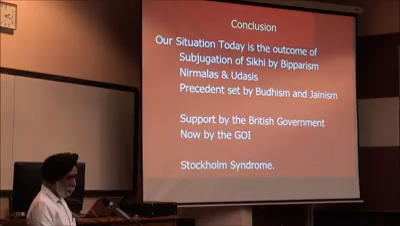 Conclusion
Our Situation Today is the outcome of
Subjugation of Sikhi by Bipparism
Nirmalas & Udasis
Precedent set by Budhism and Jainism
Support by the British Government
Now by the GOI
Stockholm Syndrome.